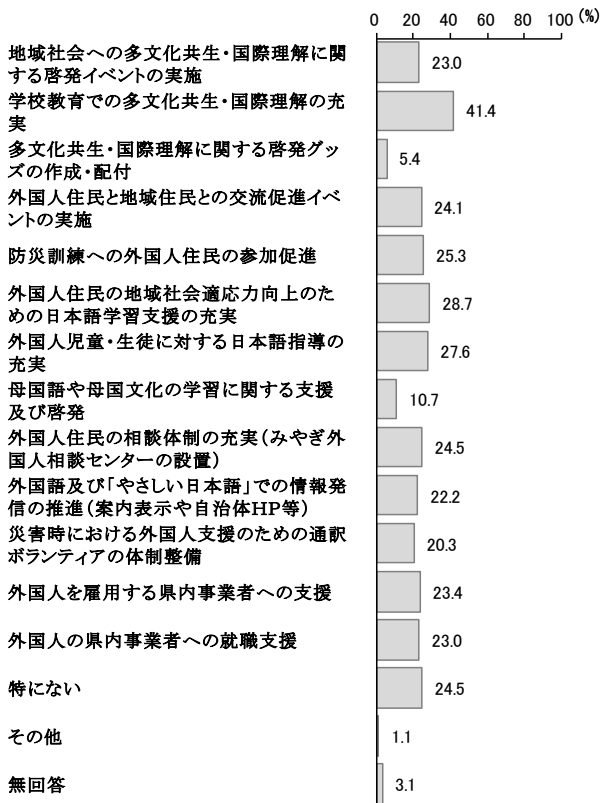 0 20 40 60 80 100 (%)
地域社会への多文化共生・国際理解に関
する啓発イベントの実施
23.0
学校教育での多文化共生・国際理解の充
実
41.4
多文化共生・国際理解に関する啓発グッ
ズの作成・配付
5.4
外国人住民と地域住民との交流促進イベ
ントの実施
24.1
防災訓練への外国人住民の参加促進
25.3
外国人住民の地域社会適応力向上のた
めの日本語学習支援の充実
28.7
外国人児童・生徒に対する日本語指導の
充実
27.6
母国語や母国文化の学習に関する支援
及び啓発
10.7
外国人住民の相談体制の充実(みやぎ外
国人相談センターの設置)
24.5
外国語及び「やさしい日本語」での情報発
信の推進(案内表示や自治体HP等)
22.2
災害時における外国人支援のための通訳
ボランティアの体制整備
20.3
外国人を雇用する県内事業者への支援
23.4
外国人の県内事業者への就職支援
23.0
特にない
24.5
その他
1.1
無回答
3.1